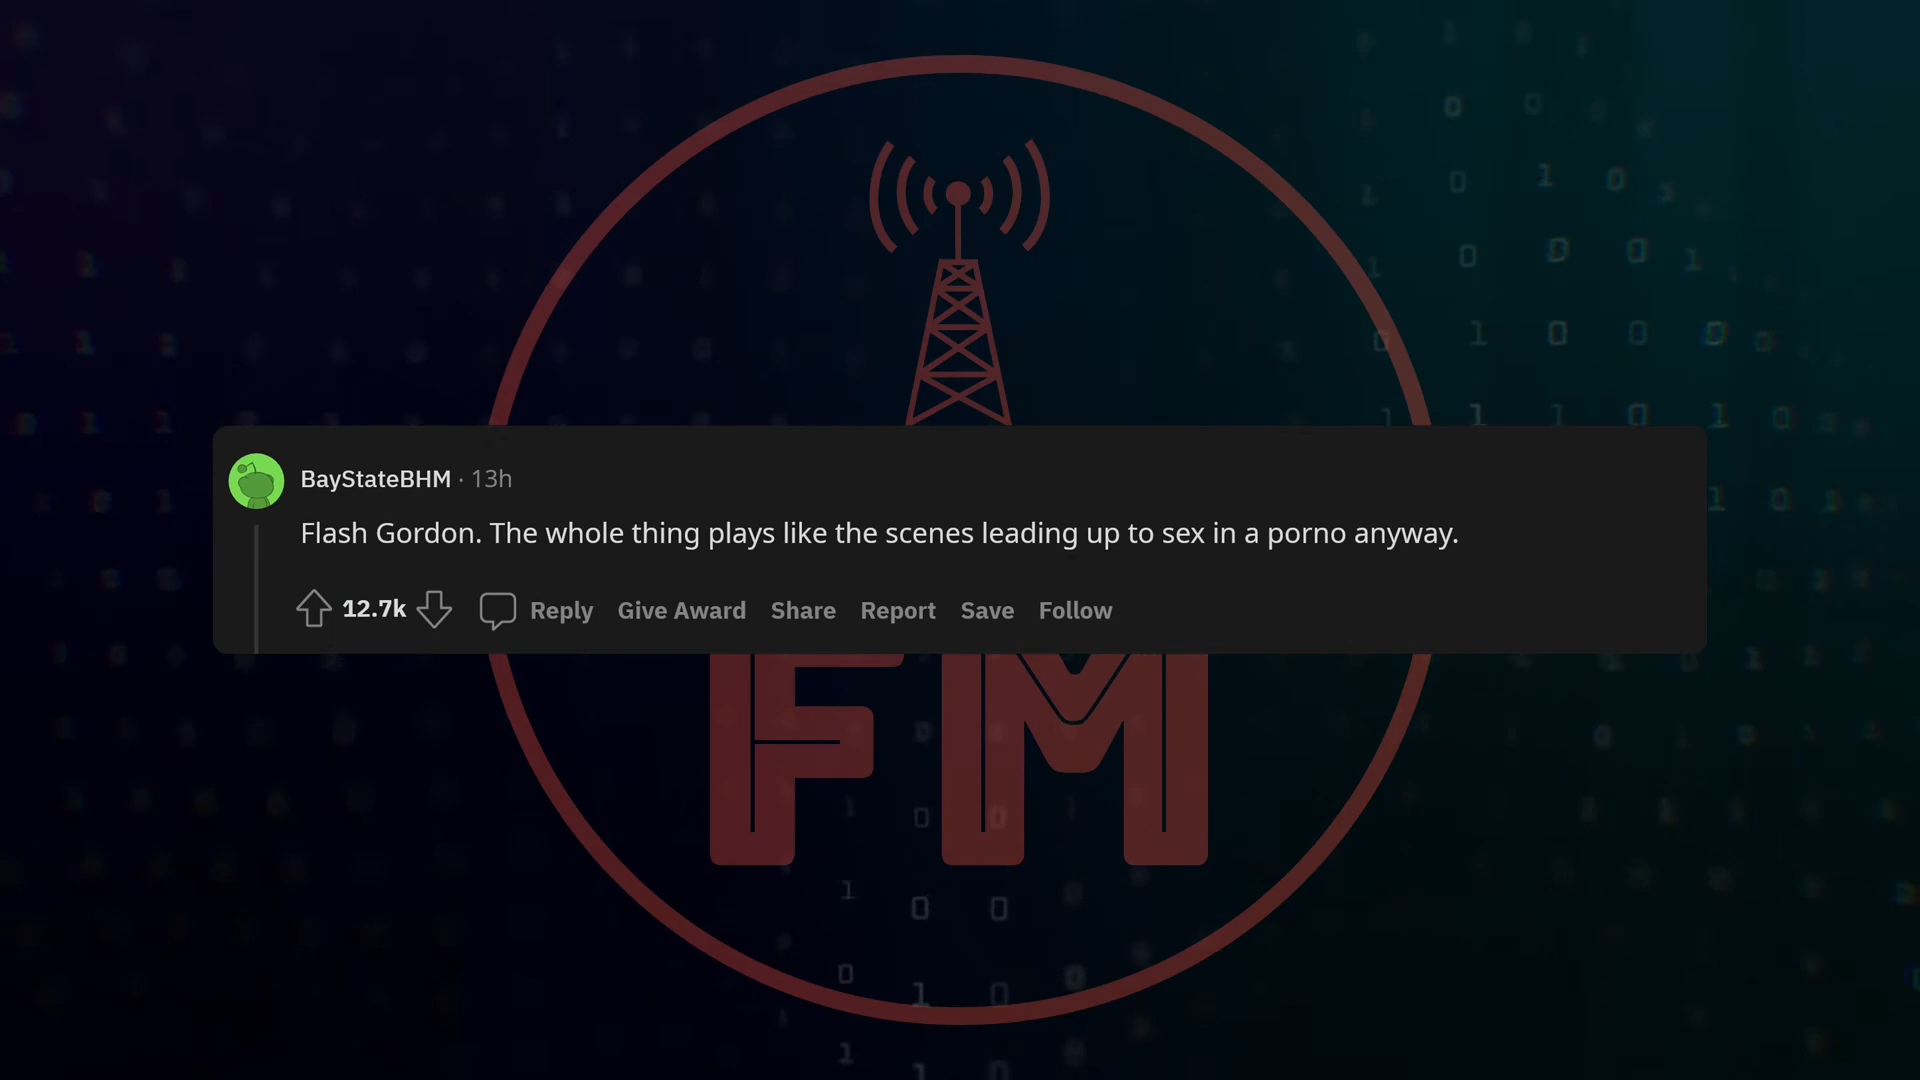 BayStateBHM · 13h
Flash Gordon. The whole thing plays like the scenes leading up to sex in a porno anyway.
12.7k Reply Give Award Share Report Save Follow
FM